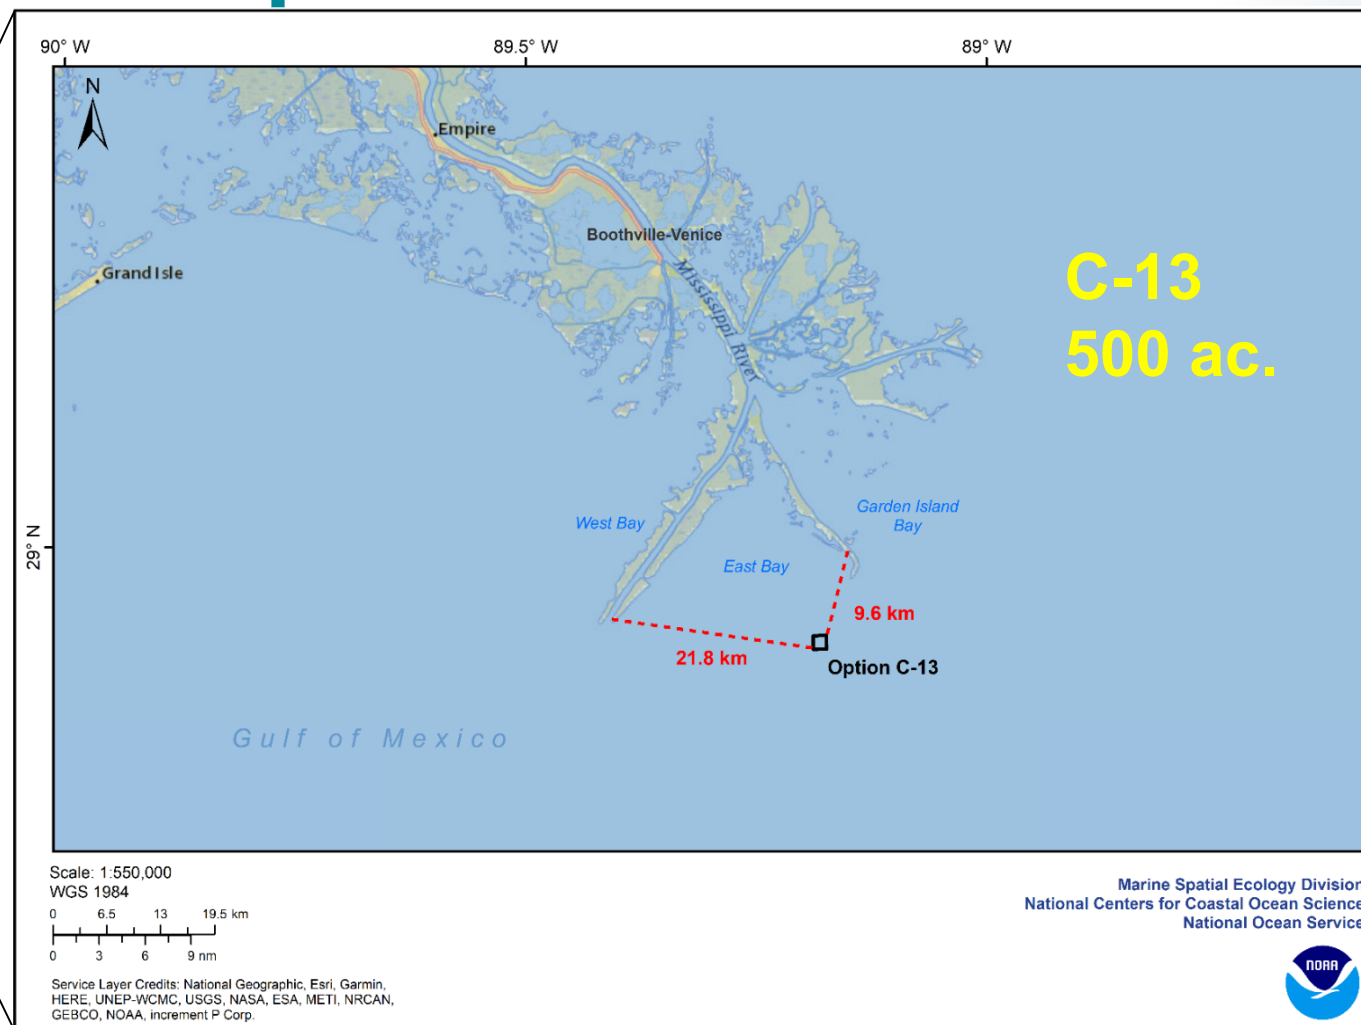 90° W
89.5° W
89° W
N
Empire
Boothville-Venice
Grand Isle
Mississippi River
C-13
500 ac.
29° N
West Bay
Garden Island
Bay
East Bay
9.6 km
21.8 km
Option C-13
Gulf of Mexico
Scale: 1:550,000
WGS 1984
0 6.5 13 19.5 km
0 3 6 9 nm
Marine Spatial Ecology Division
National Centers for Coastal Ocean Science
National Ocean Service
NOAA
Service Layer Credits: National Geographic, Esri, Garmin,
HERE, UNEP-WCMC, USGS, NASA, ESA, METI, NRCAN,
GEBCO, NOAA, increment P Corp.